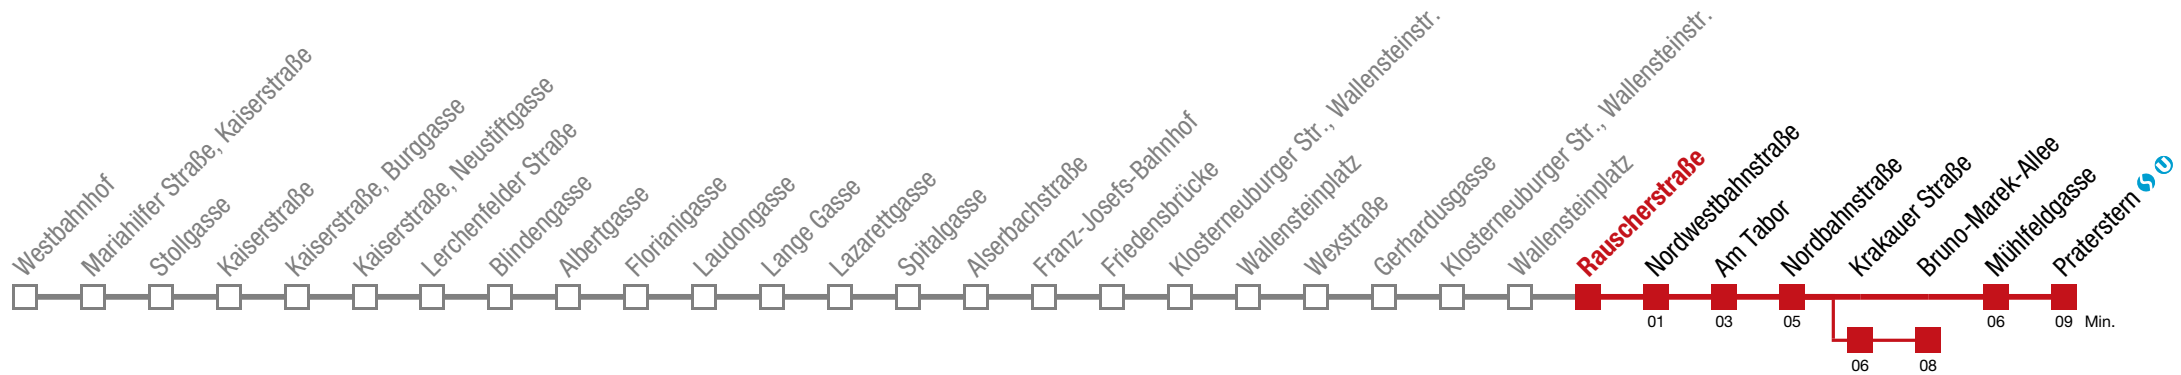 Westbahnhof
Mariahilfer Straße, Kaiserstraße
Stollgasse
Kaiserstraße
Kaiserstraße, Burggasse
Kaiserstraße, Neustiftgasse
Lerchenfelder Straße
Blindengasse
Albertgasse
Florianigasse
Laudongasse
Lange Gasse
Lazarettgasse
Spitalgasse
Alserbachstraße
Franz-Josefs-Bahnhof
Friedensbrücke
Klosterneuburger Str., Wallensteinstr.
Wallensteinplatz
Wexstraße
Gerhardusgasse
Klosterneuburger Str., Wallensteinstr.
Wallensteinplatz
Rauscherstraße
Nordwestbahnstraße
Am Tabor
Nordbahnstraße
Krakauer Straße
Bruno-Marek-Allee
Mühlfeldgasse
Praterstern S U
01 03 05 06 09 Min.
06 08